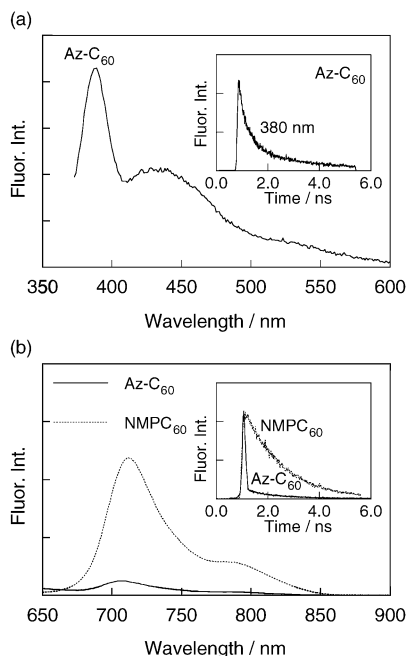 (a)
Az-C60
Fluor. Int.
350 400 450 500 550 600
Wavelength / nm
Az-C60
380 nm
Fluor. Int.
0 2.0 4.0 6.0
Time / ns
(b)
Az-C60
NMPC60
Fluor. Int.
650 700 750 800 850 900
Wavelength / nm
NMPC60
Az-C60
Fluor. Int.
0 2.0 4.0 6.0
Time / ns